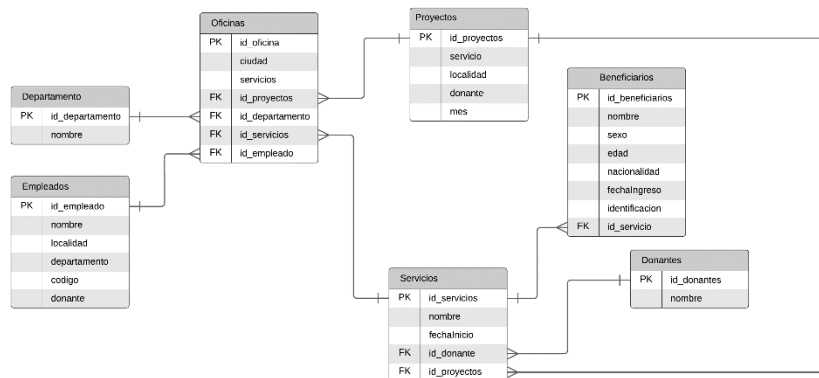 Oficinas
PK id_oficina
ciudad
servicios
FK id_proyectos
FK id_departamento
FK id_servicios
FK id_empleado
Proyectos
PK id_proyectos
servicio
localidad
donante
mes
Beneficiarios
PK id_beneficiarios
nombre
sexo
edad
nacionalidad
fechaIngreso
identificacion
FK id_servicio
Departamento
PK id_departamento
nombre
Empleados
PK id_empleado
nombre
localidad
departamento
codigo
donante
Servicios
PK id_servicios
nombre
fechaInicio
FK id_donante
FK id_proyectos
Donantes
PK id_donantes
nombre